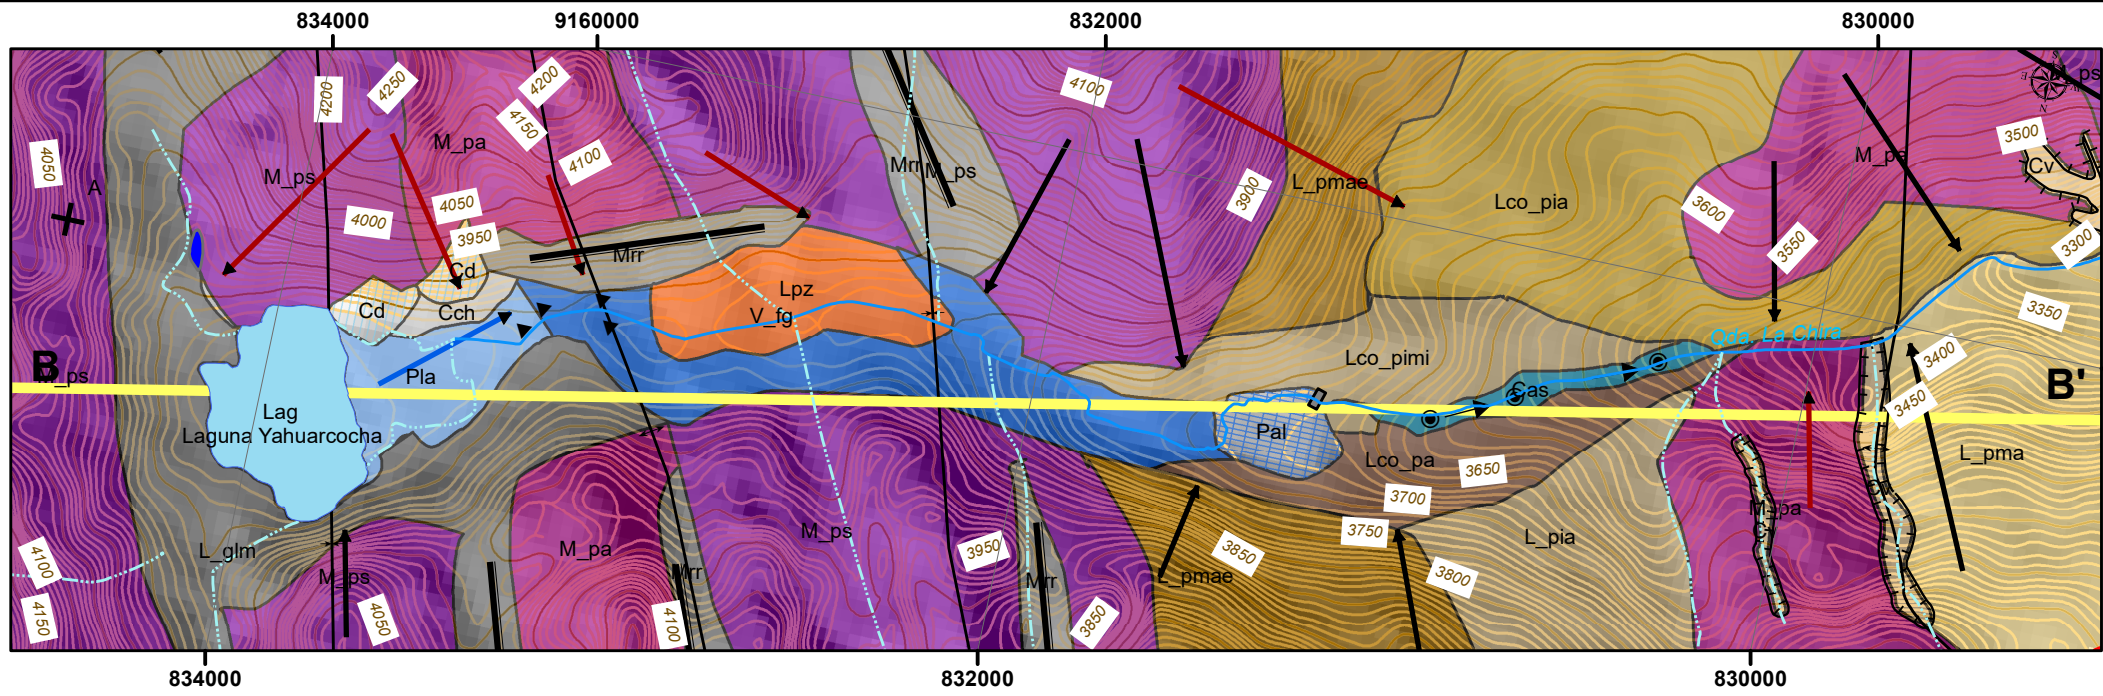 834000 9160000 832000 830000
4200 4250 4200 4100 M_ps
4050 4150 M_pa 4100 3500 M_pa Cv
A M_ps Mrr M_ps 3900 L_pmae Lco_pia 3600
4000 4050 3950 3550 3300
Cd Mrr
Cd Cch Lpz 3350
V_fg Qda. La Chira
B Pla Lco_pimi 3400 B'
M_ps Cas 3450
Lag
Laguna Yahuarcocha Pal Lco_pa 3650 L_pma
3700 M_pa
4100 L_glm M_pa M_ps 3950 3850 3750 L_pia
M_ps Mrr Mrr L_pmae 3800
4150 4050 4100 3850
834000 832000 830000